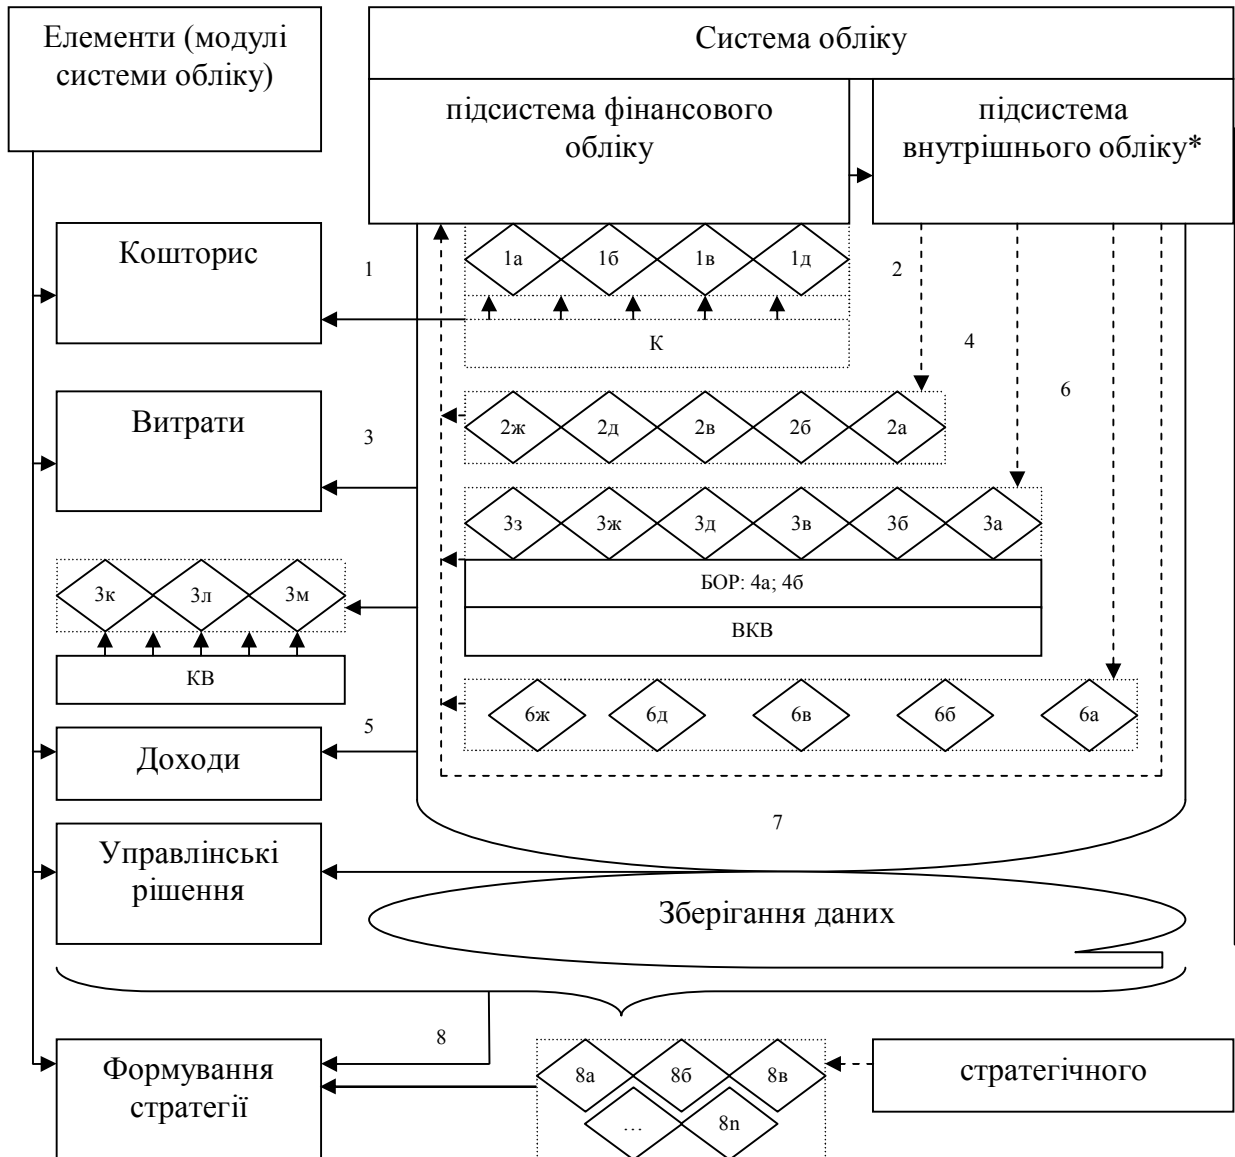 Елементи (модулі
системи обліку)
Система обліку
підсистема фінансового
обліку
підсистема
внутрішнього обліку*
Кошторис
1
1а
1б
1в
1д
2
К
4
6
Витрати
3
2ж
2д
2в
2б
2а
3з
3ж
3д
3в
3б
3а
БОР: 4а; 4б
ВКВ
3к
3л
3м
КВ
6ж
6д
6в
6б
6а
Доходи
5
7
Управлінські
рішення
Зберігання даних
8
Формування
стратегії
8а
8б
8в
…
8n
стратегічного